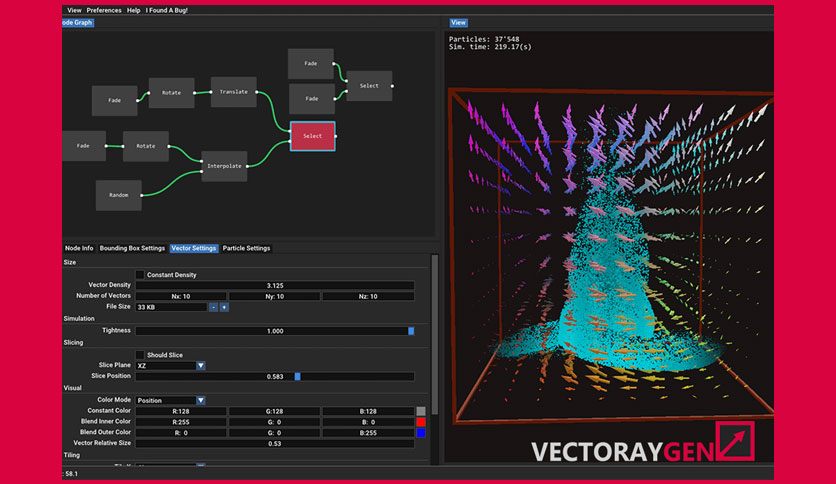 View Preferences Help I Found A Bug!
ode Graph
View
Particles: 37'548
Sim. time: 219.17(s)
Fade
Select
Fade
Fade
Rotate
Translate
Select
Fade
Rotate
Interpolate
Random
Node Info Bounding Box Settings Vector Settings Particle Settings
Size
Constant Density
Vector Density 3.125
Number of Vectors Nx: 10 Ny: 10 Nz: 10
File Size 33 KB - +
Simulation
Tightness 1.000
Slicing
Should Slice
Slice Plane XZ
Slice Position 0.583
Visual
Color Mode Position
Constant Color R:128 G:128 B:128
Blend Inner Color R:255 G: 0 B: 0
Blend Outer Color R: 0 G: 0 B:255
Vector Relative Size 0.53
Tiling
: 58.1
VECTORAYGEN